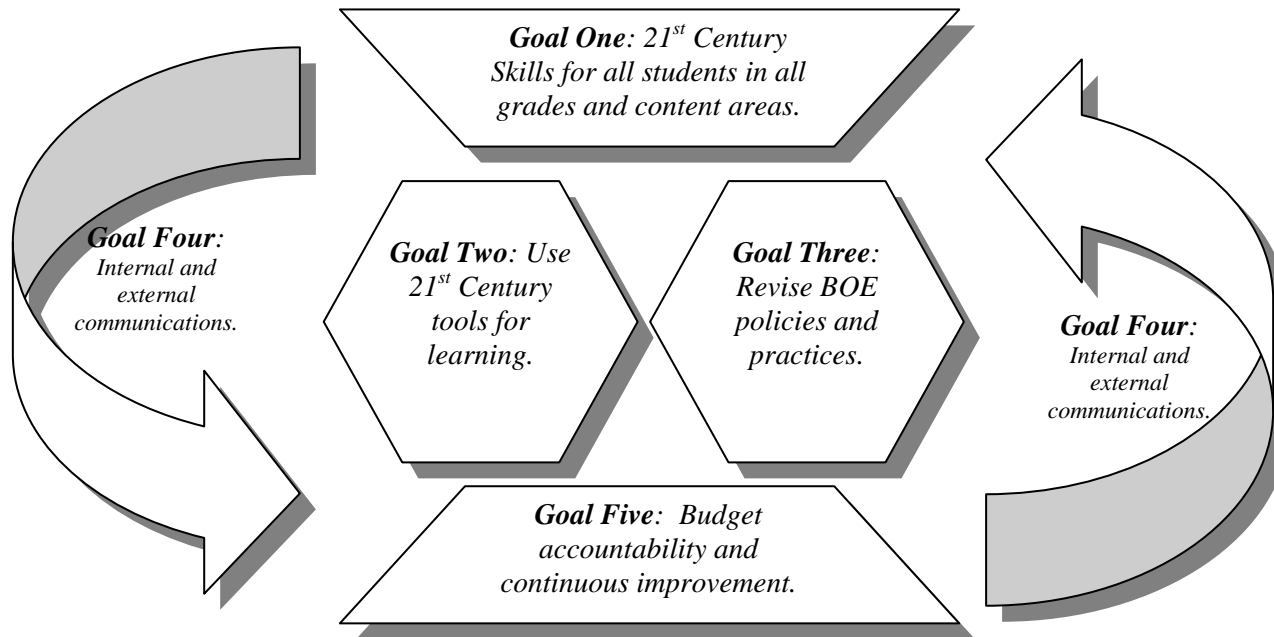 Goal One: 21st Century
Skills for all students in all
grades and content areas.
Goal Four:
Internal and
external
communications.
Goal Two: Use
21st Century
tools for
learning.
Goal Three:
Revise BOE
policies and
practices.
Goal Four:
Internal and
external
communications.
Goal Five: Budget
accountability and
continuous improvement.